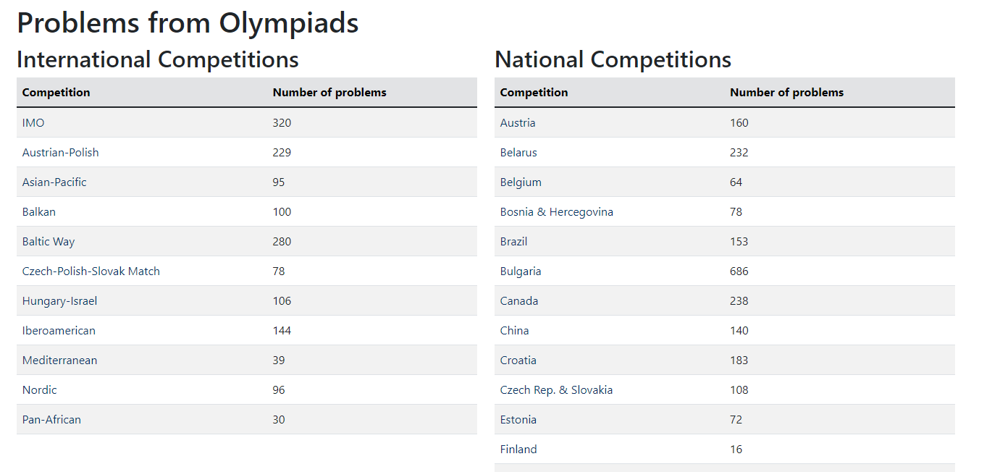 Problems from Olympiads
International Competitions
Competition Number of problems
IMO 320
Austrian-Polish 229
Asian-Pacific 95
Balkan 100
Baltic Way 280
Czech-Polish-Slovak Match 78
Hungary-Israel 106
Iberoamerican 144
Mediterranean 39
Nordic 96
Pan-African 30
National Competitions
Competition Number of problems
Austria 160
Belarus 232
Belgium 64
Bosnia & Hercegovina 78
Brazil 153
Bulgaria 686
Canada 238
China 140
Croatia 183
Czech Rep. & Slovakia 108
Estonia 72
Finland 16